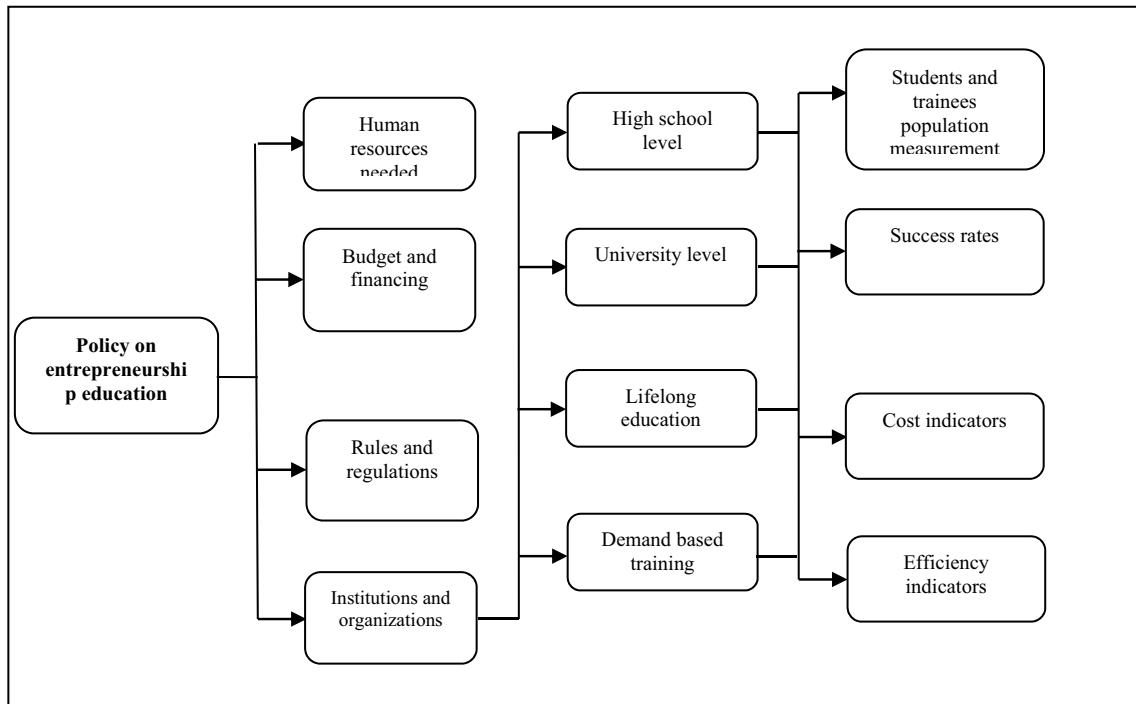 Policy on
entrepreneurshi
p education
Human
resources
needed
Budget and
financing
Rules and
regulations
Institutions and
organizations
High school
level
University level
Lifelong
education
Demand based
training
Students and
trainees
population
measurement
Success rates
Cost indicators
Efficiency
indicators